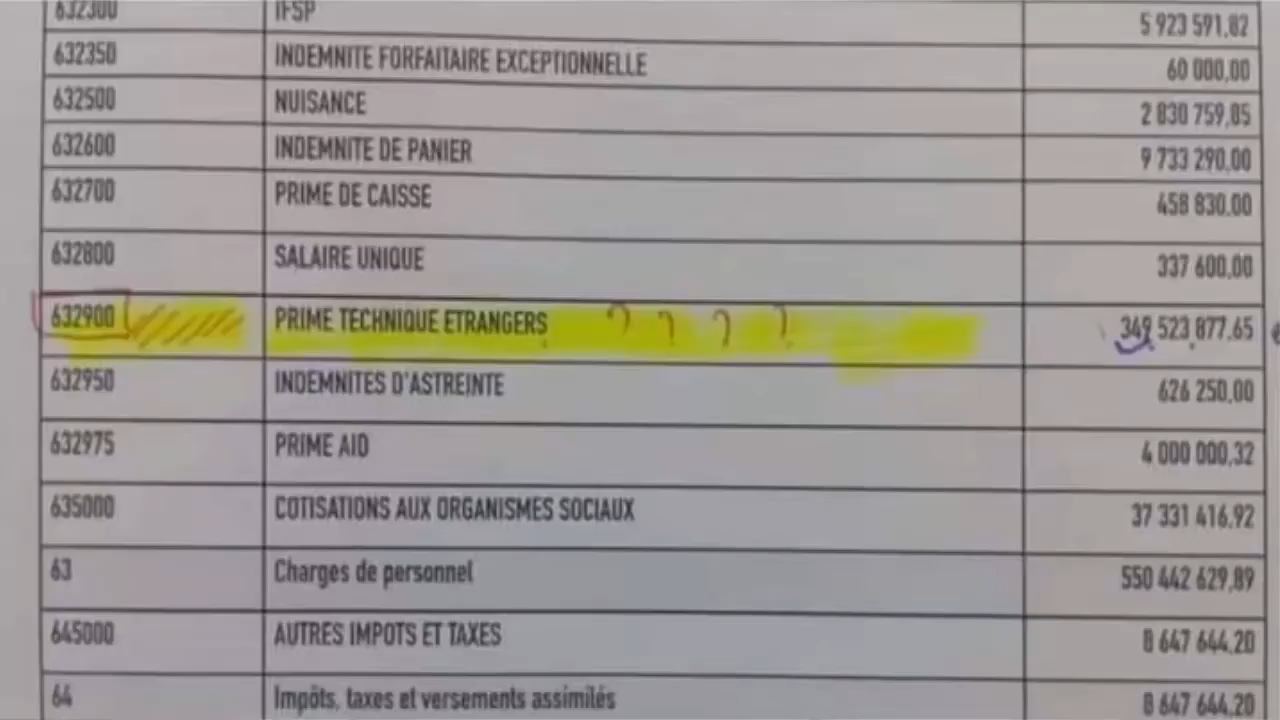 632300 IFSP 5 923 591,82
632350 INDEMNITE FORFAITAIRE EXCEPTIONNELLE 60 000,00
632500 NUISANCE 2 830 759,85
632600 INDEMNITE DE PANIER 9 733 290,00
632700 PRIME DE CAISSE 458 830,00
632800 SALAIRE UNIQUE 337 600,00
632900 PRIME TECHNIQUE ETRANGERS ? ? ? ? 349 523 877.65
632950 INDEMNITES D'ASTREINTE 626 250,00
632975 PRIME AID 4 000 000,32
635000 COTISATIONS AUX ORGANISMES SOCIAUX 37 331 416,92
63 Charges de personnel 550 442 629,89
645000 AUTRES IMPOTS ET TAXES 8 647 644,20
64 Impôts, taxes et versements assimilés 8 647 644,20